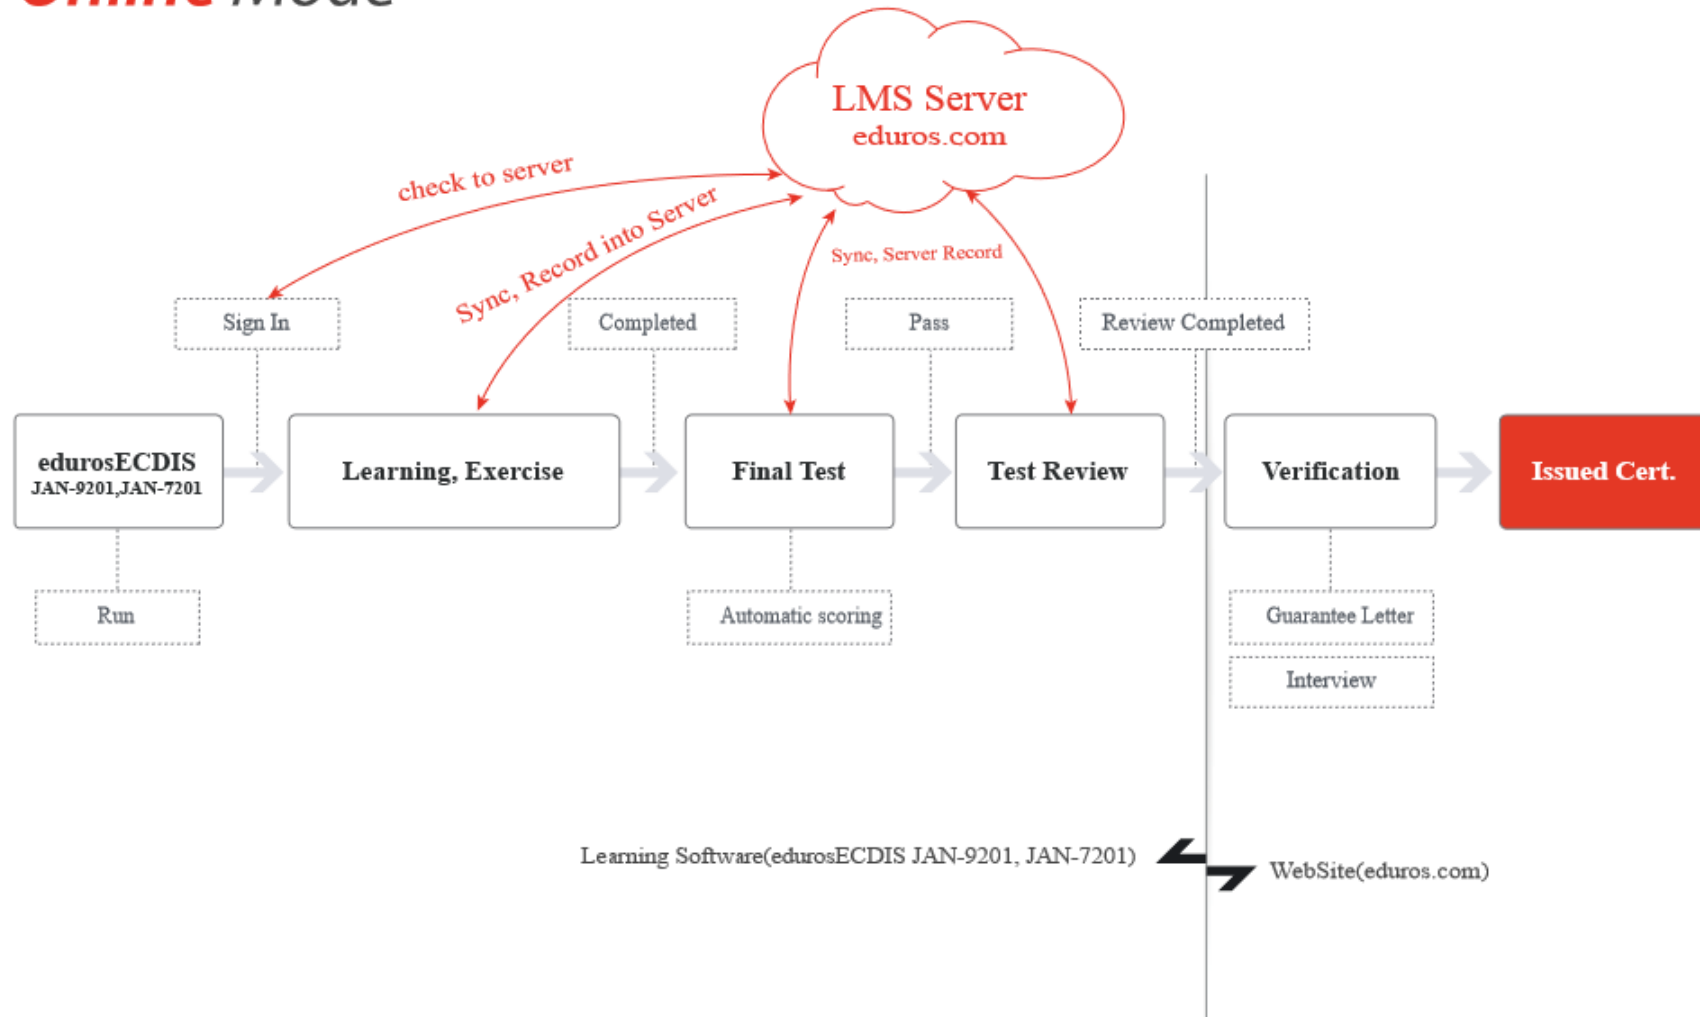 Online Mode
LMS Server
eduros.com
check to server
Sync, Record into Server
Sync, Server Record
Sign In
Completed
Pass
Review Completed
edurosECDIS
JAN-9201,JAN-7201
Learning, Exercise
Final Test
Test Review
Verification
Issued Cert.
Run
Automatic scoring
Guarantee Letter
Interview
Learning Software(edurosECDIS JAN-9201, JAN-7201)
WebSite(eduros.com)